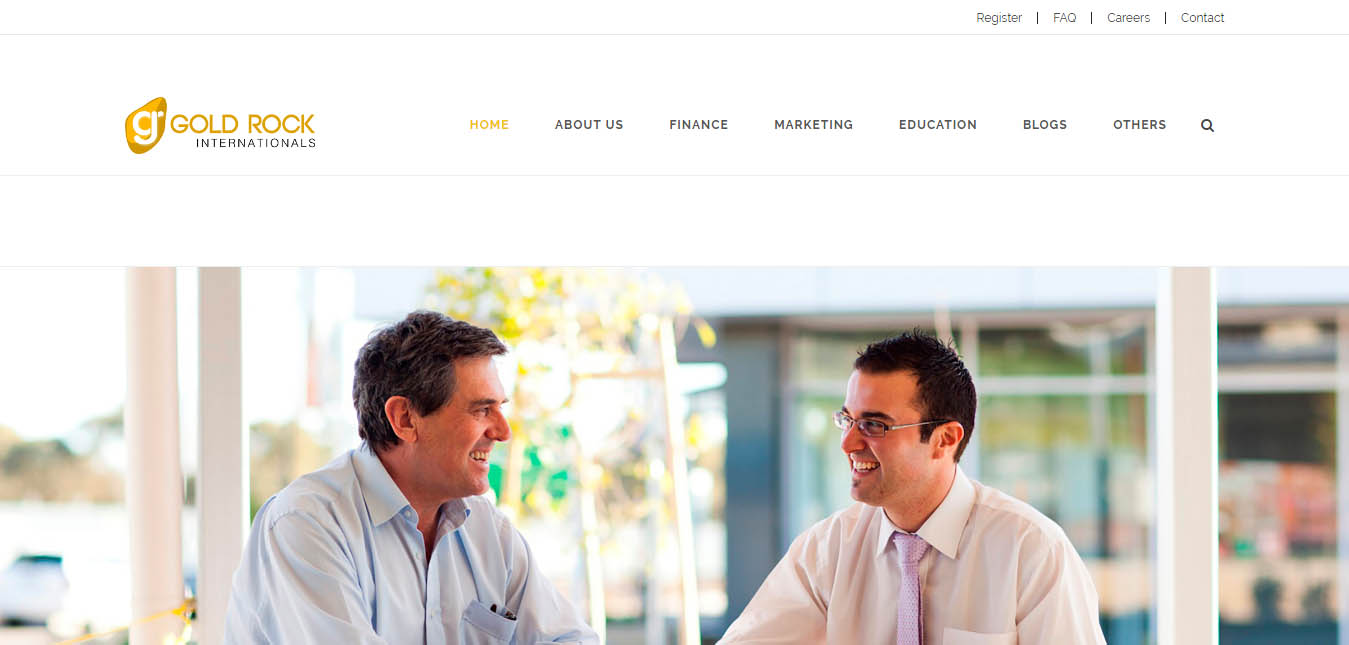 Register | FAQ | Careers | Contact
gr GOLD ROCK
INTERNATIONALS
HOME ABOUT US FINANCE MARKETING EDUCATION BLOGS OTHERS